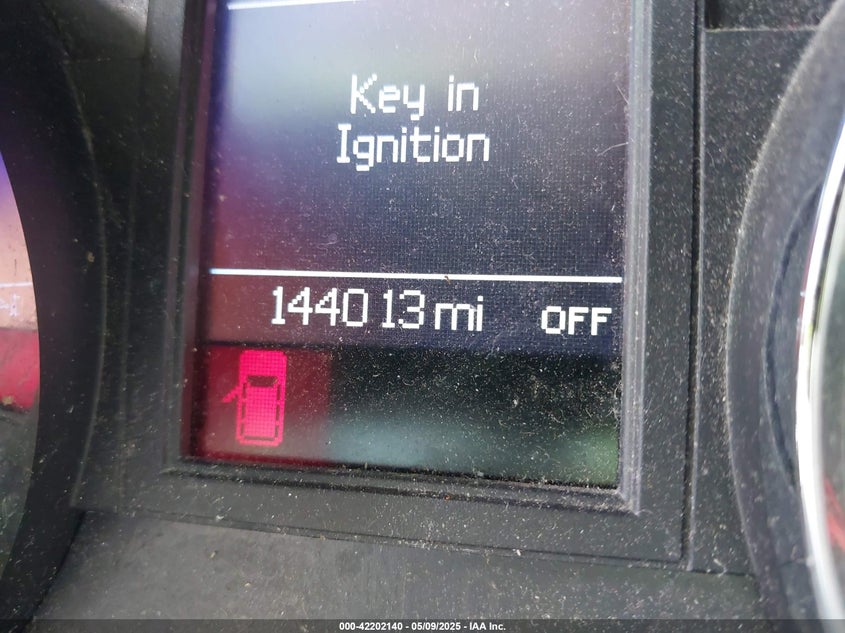 Key in
Ignition
144013 mi OFF
000-42202140 - 05/09/2025 - IAA Inc.